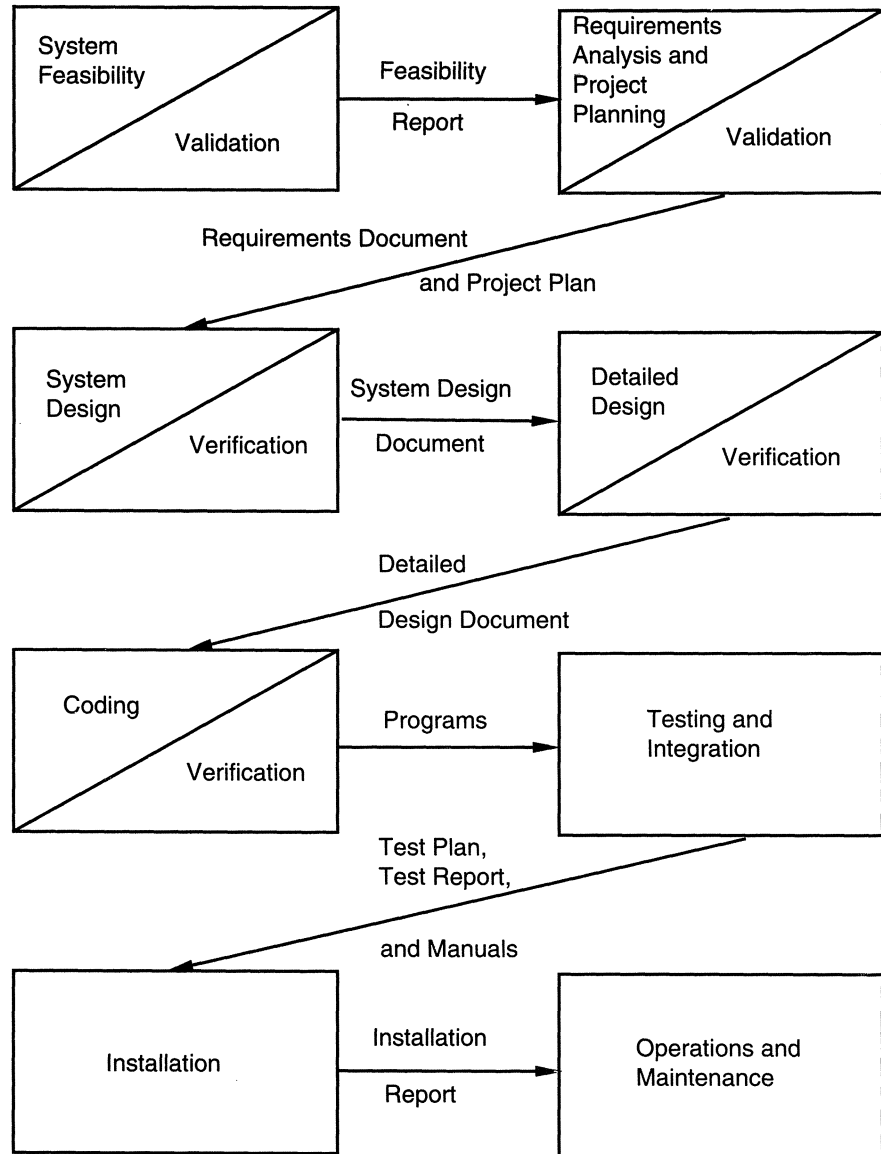 System
Feasibility
Validation
Feasibility
Report
Requirements
Analysis and
Project
Planning
Validation
Requirements Document
and Project Plan
System
Design
Verification
System Design
Document
Detailed
Design
Verification
Detailed
Design Document
Coding
Verification
Programs
Testing and
Integration
Test Plan,
Test Report,
and Manuals
Installation
Installation
Report
Operations and
Maintenance